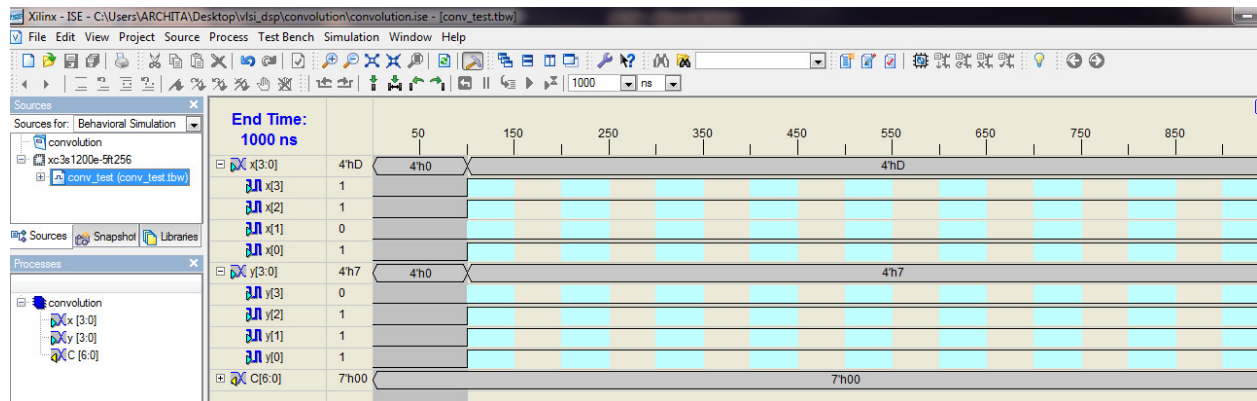 Xilinx - ISE - C:\Users\ARCHITA\Desktop\vlsi_dsp\convolution\convolution.ise - [conv_test.tbw]
File Edit View Project Source Process Test Bench Simulation Window Help
1000 ns
Sources
Sources for: Behavioral Simulation
convolution
xc3s1200e-5ft256
conv_test (conv_test.tbw)
Sources Snapshot Libraries
Processes
convolution
x [3:0]
y [3:0]
C [6:0]
End Time:
1000 ns
50 150 250 350 450 550 650 750 850
x[3:0] 4'hD 4'h0 4'hD
x[3] 1
x[2] 1
x[1] 0
x[0] 1
y[3:0] 4'h7 4'h0 4'h7
y[3] 0
y[2] 1
y[1] 1
y[0] 1
C[6:0] 7'h00 7'h00